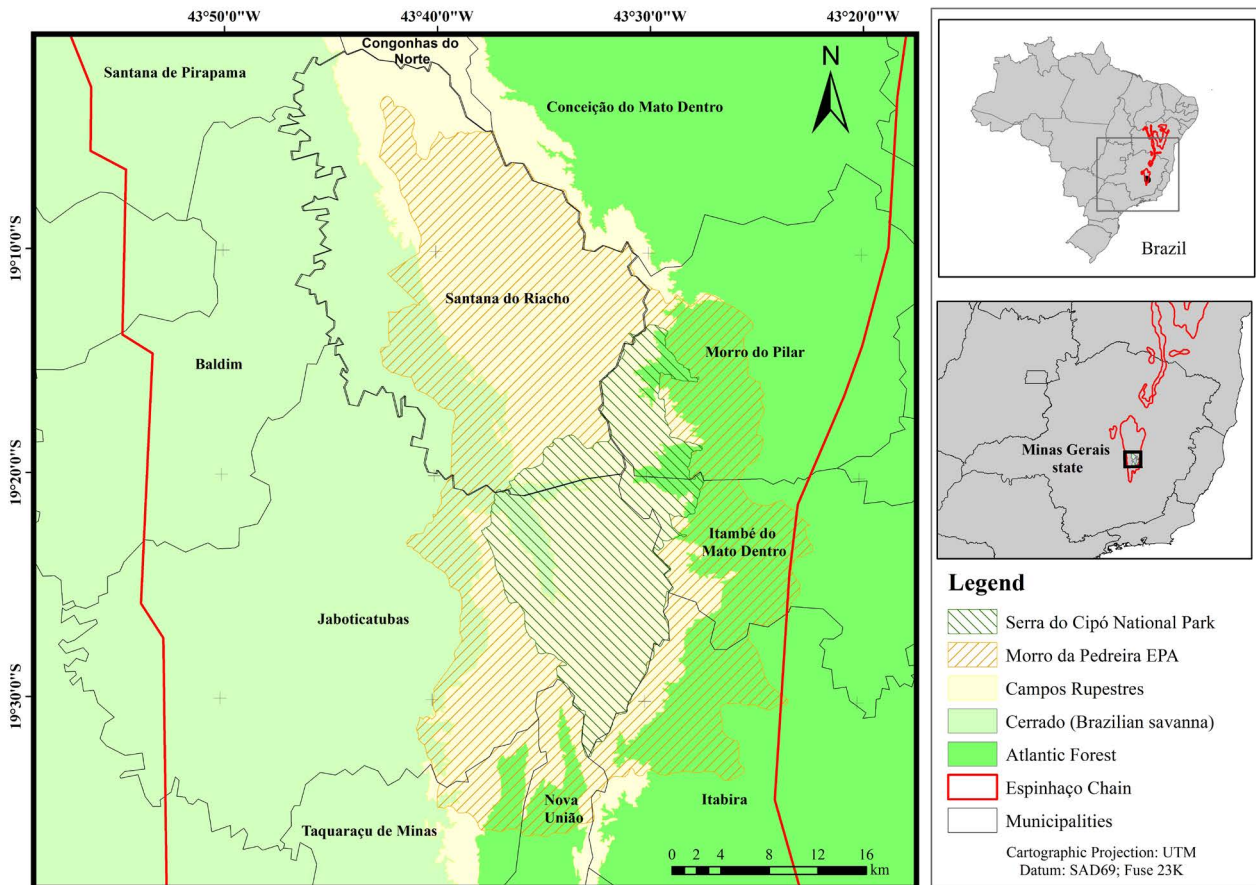 43°50'0"W
43°40'0"W
43°30'0"W
43°20'0"W
19°10'0"S
19°20'0"S
19°30'0"S
Congonhas do
Norte
Santana de Pirapama
Conceição do Mato Dentro
N
Santana do Riacho
Baldim
Morro do Pilar
Itambé do
Mato Dentro
Jaboticatubas
Nova
União
Itabira
Taquaraçu de Minas
0 2 4 8 12 16
km
Brazil
Minas Gerais
state
Legend
Serra do Cipó National Park
Morro da Pedreira EPA
Campos Rupestres
Cerrado (Brazilian savanna)
Atlantic Forest
Espinhaço Chain
Municipalities
Cartographic Projection: UTM
Datum: SAD69; Fuse 23K